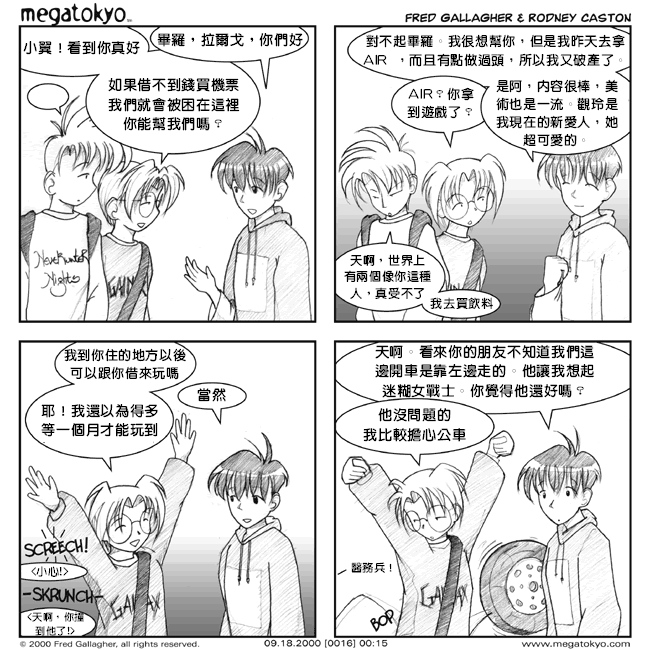 megatokyo™
FRED GALLAGHER & RODNEY CASTON
小翼！看到你真好
畢羅，拉爾戈，你們好
如果借不到錢買機票
我們就會被困在這裡
你能幫我們嗎？
Neverwinter
Nights
GAINAX
對不起畢羅。我很想幫你，但是我昨天去拿
AIR ，而且有點做過頭，所以我又破產了。
AIR？你拿
到遊戲了？
是阿，內容很棒，美
術也是一流。觀玲是
我現在的新愛人，她
超可愛的。
天啊，世界上
有兩個像你這種
人，真受不了
我去買飲料
我到你住的地方以後
可以跟你借來玩嗎
當然
耶！我還以為得多
等一個月才能玩到
SCREECH!
<小心!>
-SKRUNCH-
<天啊，你撞
到他了!>
GAINAX
天啊。看來你的朋友不知道我們這
邊開車是靠左邊走的。他讓我想起
迷糊女戰士。你覺得他還好嗎？
他沒問題的
我比較擔心公車
醫務兵！
BOP
GAINAX
© 2000 Fred Gallagher, all rights reserved.
09.18.2000 [0016] 00:15
www.megatokyo.com